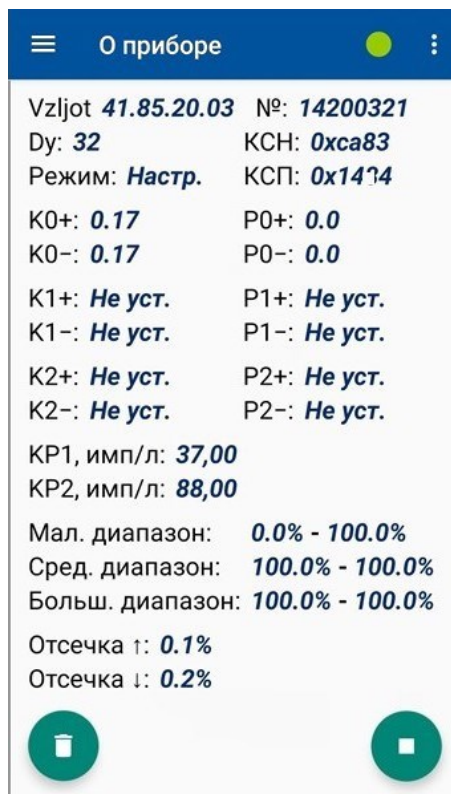 О приборе
Vzljot 41.85.20.03 №: 14200321
Dy: 32 КСН: 0xca83
Режим: Настр. КСП:
K0+: 0.17 P0+: 0.0
K0−: 0.17 P0−: 0.0
K1+: Не уст. P1+: Не уст.
K1−: Не уст. P1−: Не уст.
K2+: Не уст. P2+: Не уст.
K2−: Не уст. P2−: Не уст.
KP1, имп/л: 37,00
KP2, имп/л: 88,00
Мал. диапазон: 0.0% - 100.0%
Сред. диапазон: 100.0% - 100.0%
Больш. диапазон: 100.0% - 100.0%
Отсечка ↑: 0.1%
Отсечка ↓: 0.2%